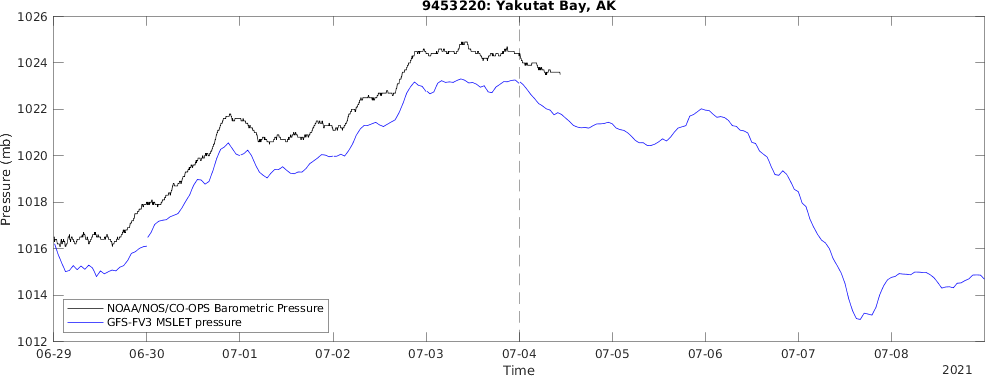 9453220: Yakutat Bay, AK
1026
1024
1022
1020
1018
1016
1014
1012
Pressure (mb)
NOAA/NOS/CO-OPS Barometric Pressure
GFS-FV3 MSLET pressure
06-29 06-30 07-01 07-02 07-03 07-04 07-05 07-06 07-07 07-08
Time
2021